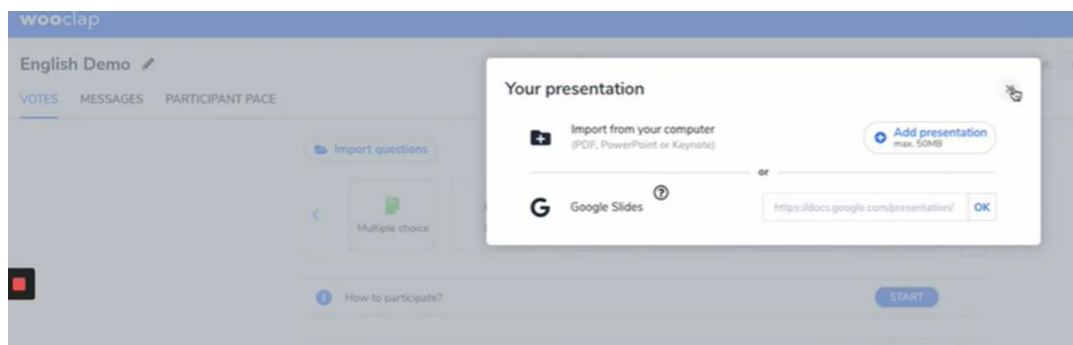 wooclap
English Demo
VOTES MESSAGES PARTICIPANT PACE
Import questions
Multiple choice
How to participate?
START
Your presentation
Import from your computer
(PDF, PowerPoint or Keynote)
Add presentation
max. 50MB
or
Google Slides
https://docs.google.com/presentation/
OK